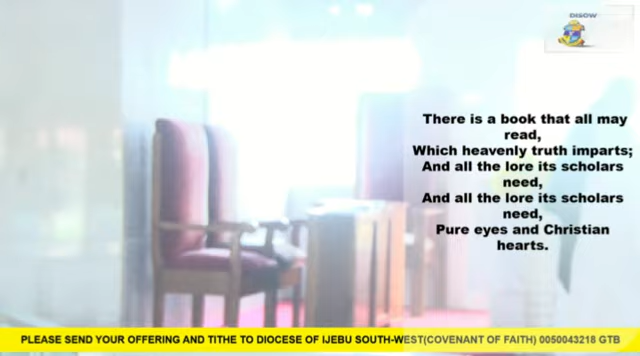 DISOW
There is a book that all may
read,
Which heavenly truth imparts;
And all the lore its scholars
need,
And all the lore its scholars
need,
Pure eyes and Christian
hearts.
PLEASE SEND YOUR OFFERING AND TITHE TO DIOCESE OF IJEBU SOUTH-WEST(COVENANT OF FAITH) 0050043218 GTB